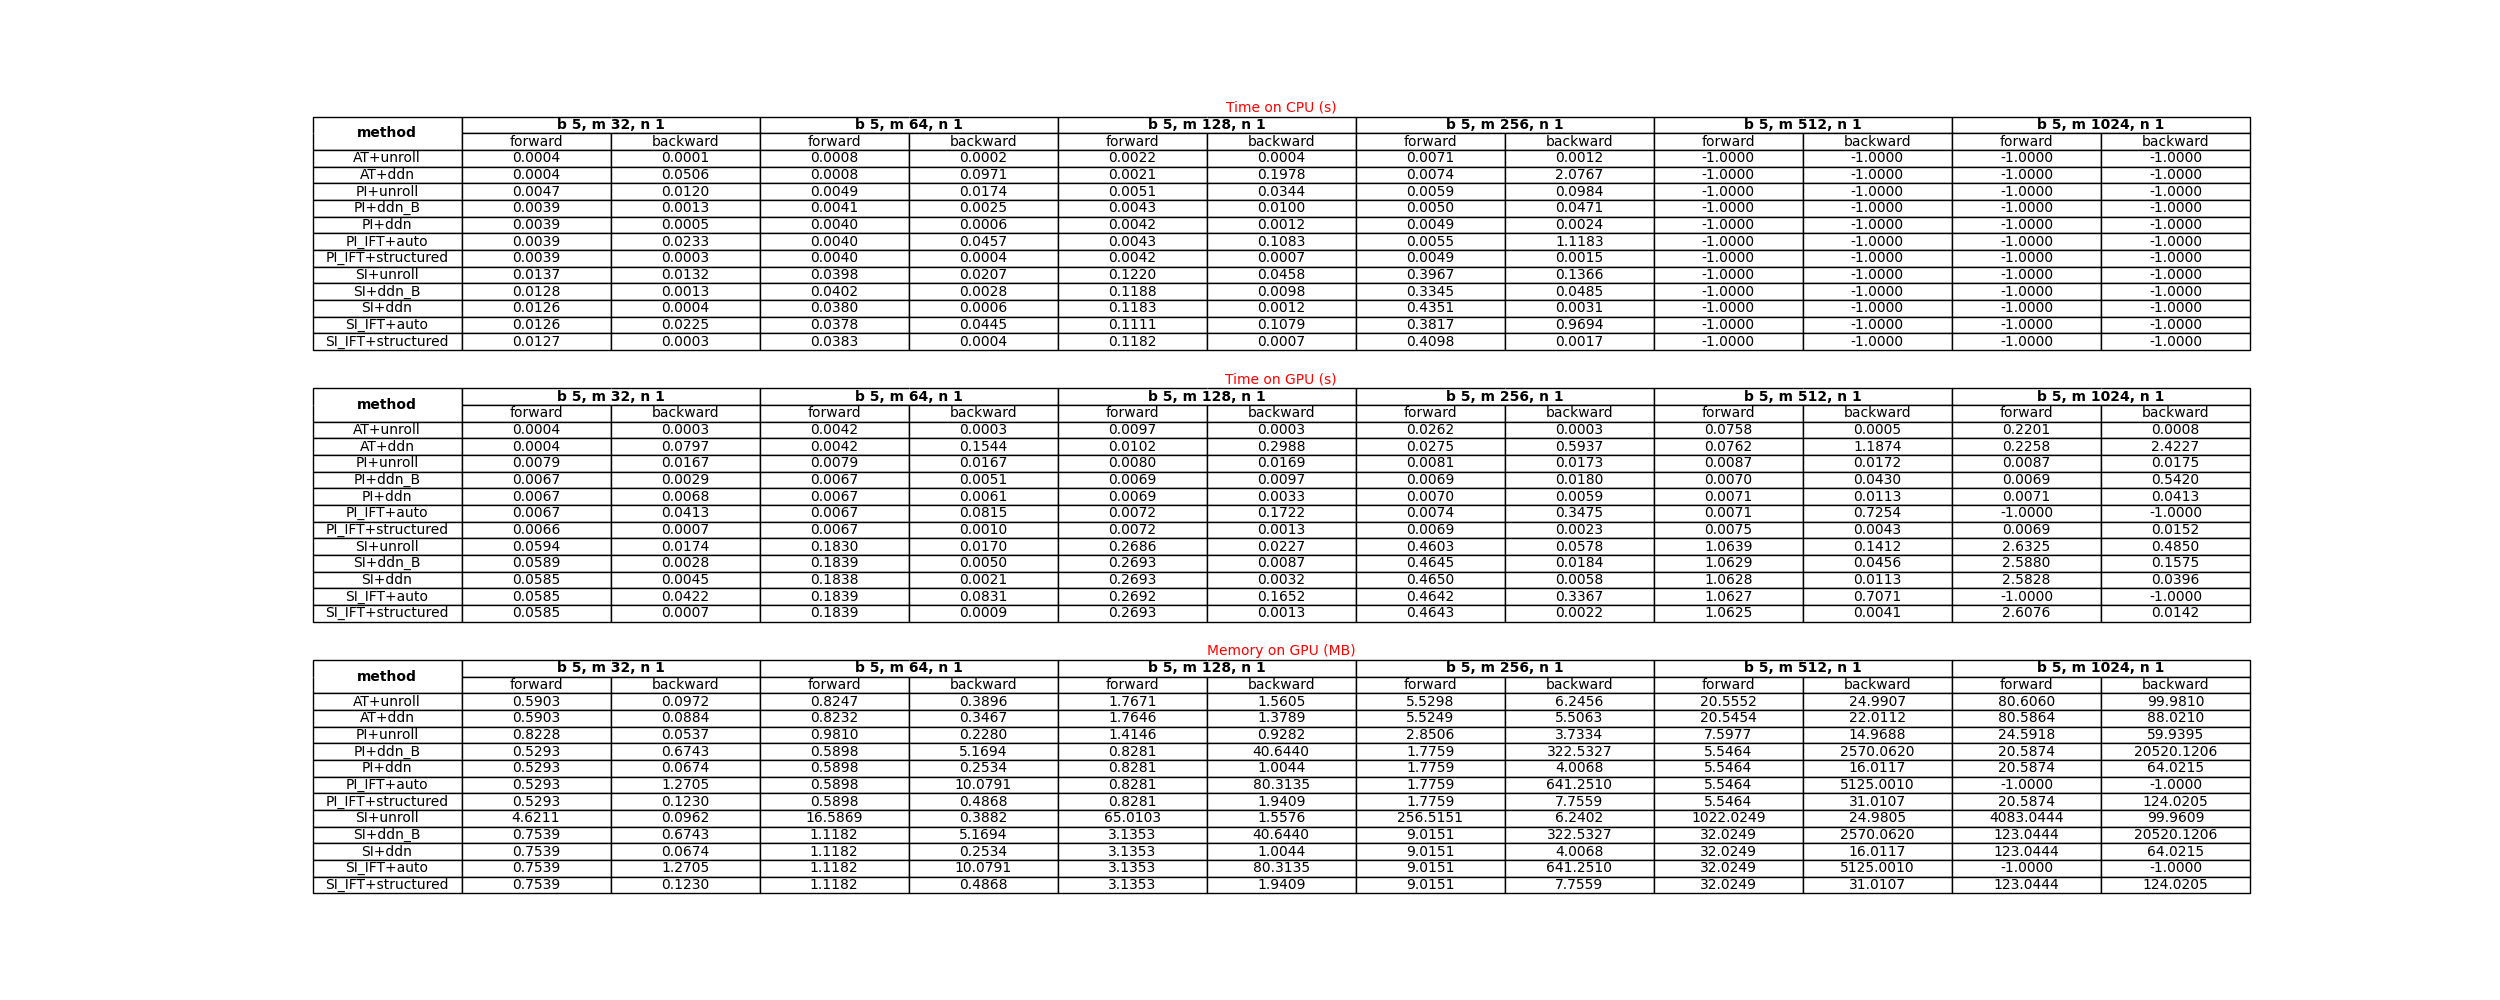 Time on CPU (s)
method b 5, m 32, n 1 b 5, m 64, n 1 b 5, m 128, n 1 b 5, m 256, n 1 b 5, m 512, n 1 b 5, m 1024, n 1
forward backward forward backward forward backward forward backward forward backward forward backward
AT+unroll 0.0004 0.0001 0.0008 0.0002 0.0022 0.0004 0.0071 0.0012 -1.0000 -1.0000 -1.0000 -1.0000
AT+ddn 0.0004 0.0506 0.0008 0.0971 0.0021 0.1978 0.0074 2.0767 -1.0000 -1.0000 -1.0000 -1.0000
PI+unroll 0.0047 0.0120 0.0049 0.0174 0.0051 0.0344 0.0059 0.0984 -1.0000 -1.0000 -1.0000 -1.0000
PI+ddn_B 0.0039 0.0013 0.0041 0.0025 0.0043 0.0100 0.0050 0.0471 -1.0000 -1.0000 -1.0000 -1.0000
PI+ddn 0.0039 0.0005 0.0040 0.0006 0.0042 0.0012 0.0049 0.0024 -1.0000 -1.0000 -1.0000 -1.0000
PI_IFT+auto 0.0039 0.0233 0.0040 0.0457 0.0043 0.1083 0.0055 1.1183 -1.0000 -1.0000 -1.0000 -1.0000
PI_IFT+structured 0.0039 0.0003 0.0040 0.0004 0.0042 0.0007 0.0049 0.0015 -1.0000 -1.0000 -1.0000 -1.0000
SI+unroll 0.0137 0.0132 0.0398 0.0207 0.1220 0.0458 0.3967 0.1366 -1.0000 -1.0000 -1.0000 -1.0000
SI+ddn_B 0.0128 0.0013 0.0402 0.0028 0.1188 0.0098 0.3345 0.0485 -1.0000 -1.0000 -1.0000 -1.0000
SI+ddn 0.0126 0.0004 0.0380 0.0006 0.1183 0.0012 0.4351 0.0031 -1.0000 -1.0000 -1.0000 -1.0000
SI_IFT+auto 0.0126 0.0225 0.0378 0.0445 0.1111 0.1079 0.3817 0.9694 -1.0000 -1.0000 -1.0000 -1.0000
SI_IFT+structured 0.0127 0.0003 0.0383 0.0004 0.1182 0.0007 0.4098 0.0017 -1.0000 -1.0000 -1.0000 -1.0000
Time on GPU (s)
method b 5, m 32, n 1 b 5, m 64, n 1 b 5, m 128, n 1 b 5, m 256, n 1 b 5, m 512, n 1 b 5, m 1024, n 1
forward backward forward backward forward backward forward backward forward backward forward backward
AT+unroll 0.0004 0.0003 0.0042 0.0003 0.0097 0.0003 0.0262 0.0003 0.0758 0.0005 0.2201 0.0008
AT+ddn 0.0004 0.0797 0.0042 0.1544 0.0102 0.2988 0.0275 0.5937 0.0762 1.1874 0.2258 2.4227
PI+unroll 0.0079 0.0167 0.0079 0.0167 0.0080 0.0169 0.0081 0.0173 0.0087 0.0172 0.0087 0.0175
PI+ddn_B 0.0067 0.0029 0.0067 0.0051 0.0069 0.0097 0.0069 0.0180 0.0070 0.0430 0.0069 0.5420
PI+ddn 0.0067 0.0068 0.0067 0.0061 0.0069 0.0033 0.0070 0.0059 0.0071 0.0113 0.0071 0.0413
PI_IFT+auto 0.0067 0.0413 0.0067 0.0815 0.0072 0.1722 0.0074 0.3475 0.0071 0.7254 -1.0000 -1.0000
PI_IFT+structured 0.0066 0.0007 0.0067 0.0010 0.0072 0.0013 0.0069 0.0023 0.0075 0.0043 0.0069 0.0152
SI+unroll 0.0594 0.0174 0.1830 0.0170 0.2686 0.0227 0.4603 0.0578 1.0639 0.1412 2.6325 0.4850
SI+ddn_B 0.0589 0.0028 0.1839 0.0050 0.2693 0.0087 0.4645 0.0184 1.0629 0.0456 2.5880 0.1575
SI+ddn 0.0585 0.0045 0.1838 0.0021 0.2693 0.0032 0.4650 0.0058 1.0628 0.0113 2.5828 0.0396
SI_IFT+auto 0.0585 0.0422 0.1839 0.0831 0.2692 0.1652 0.4642 0.3367 1.0627 0.7071 -1.0000 -1.0000
SI_IFT+structured 0.0585 0.0007 0.1839 0.0009 0.2693 0.0013 0.4643 0.0022 1.0625 0.0041 2.6076 0.0142
Memory on GPU (MB)
method b 5, m 32, n 1 b 5, m 64, n 1 b 5, m 128, n 1 b 5, m 256, n 1 b 5, m 512, n 1 b 5, m 1024, n 1
forward backward forward backward forward backward forward backward forward backward forward backward
AT+unroll 0.5903 0.0972 0.8247 0.3896 1.7671 1.5605 5.5298 6.2456 20.5552 24.9907 80.6060 99.9810
AT+ddn 0.5903 0.0884 0.8232 0.3467 1.7646 1.3789 5.5249 5.5063 20.5454 22.0112 80.5864 88.0210
PI+unroll 0.8228 0.0537 0.9810 0.2280 1.4146 0.9282 2.8506 3.7334 7.5977 14.9688 24.5918 59.9395
PI+ddn_B 0.5293 0.6743 0.5898 5.1694 0.8281 40.6440 1.7759 322.5327 5.5464 2570.0620 20.5874 20520.1206
PI+ddn 0.5293 0.0674 0.5898 0.2534 0.8281 1.0044 1.7759 4.0068 5.5464 16.0117 20.5874 64.0215
PI_IFT+auto 0.5293 1.2705 0.5898 10.0791 0.8281 80.3135 1.7759 641.2510 5.5464 5125.0010 -1.0000 -1.0000
PI_IFT+structured 0.5293 0.1230 0.5898 0.4868 0.8281 1.9409 1.7759 7.7559 5.5464 31.0107 20.5874 124.0205
SI+unroll 4.6211 0.0962 16.5869 0.3882 65.0103 1.5576 256.5151 6.2402 1022.0249 24.9805 4083.0444 99.9609
SI+ddn_B 0.7539 0.6743 1.1182 5.1694 3.1353 40.6440 9.0151 322.5327 32.0249 2570.0620 123.0444 20520.1206
SI+ddn 0.7539 0.0674 1.1182 0.2534 3.1353 1.0044 9.0151 4.0068 32.0249 16.0117 123.0444 64.0215
SI_IFT+auto 0.7539 1.2705 1.1182 10.0791 3.1353 80.3135 9.0151 641.2510 32.0249 5125.0010 -1.0000 -1.0000
SI_IFT+structured 0.7539 0.1230 1.1182 0.4868 3.1353 1.9409 9.0151 7.7559 32.0249 31.0107 123.0444 124.0205